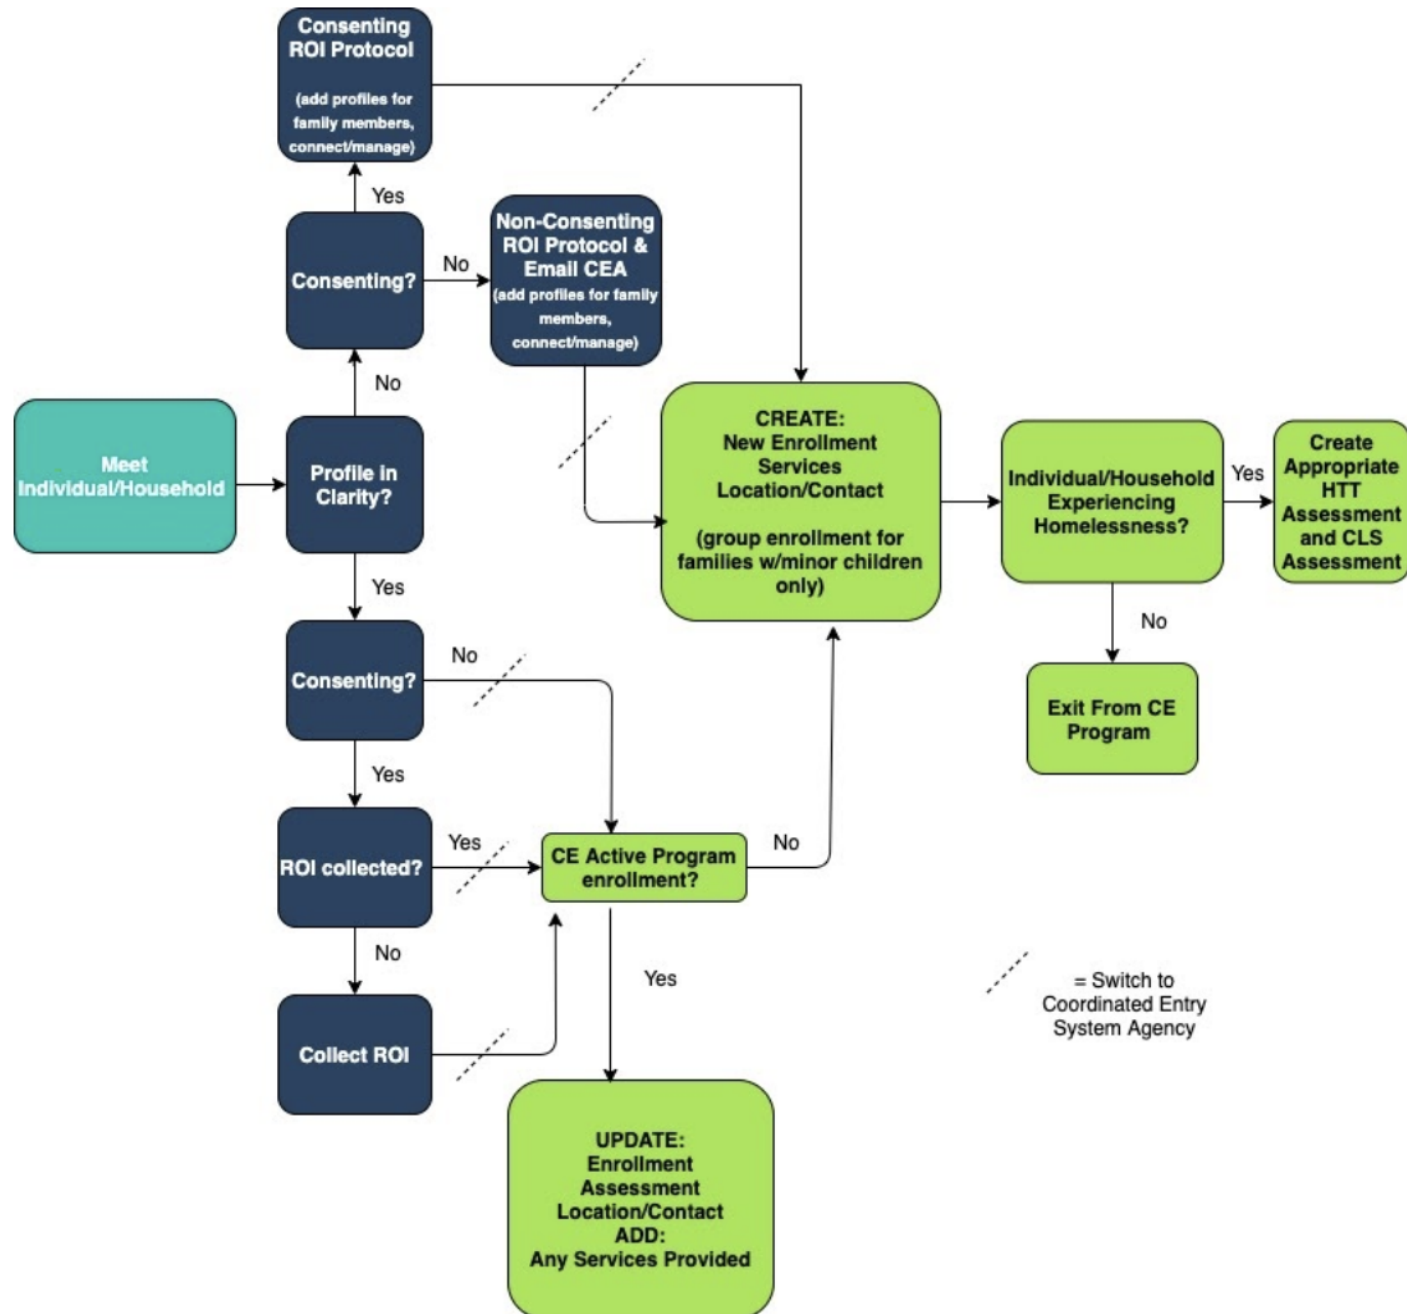 Consenting
ROI Protocol
(add profiles for
family members,
connect/manage)
Yes
Consenting?
No
Non-Consenting
ROI Protocol &
Email CEA
(add profiles for family
members,
connect/manage)
No
Meet
Individual/Household
Profile in
Clarity?
CREATE:
New Enrollment
Services
Location/Contact
(group enrollment for
families w/minor children
only)
Individual/Household
Experiencing
Homelessness?
Yes
Create
Appropriate
HTT
Assessment
and CLS
Assessment
No
Exit From CE
Program
Yes
Consenting?
No
Yes
ROI collected?
Yes
CE Active Program
enrollment?
No
No
Collect ROI
Yes
UPDATE:
Enrollment
Assessment
Location/Contact
ADD:
Any Services Provided
= Switch to
Coordinated Entry
System Agency